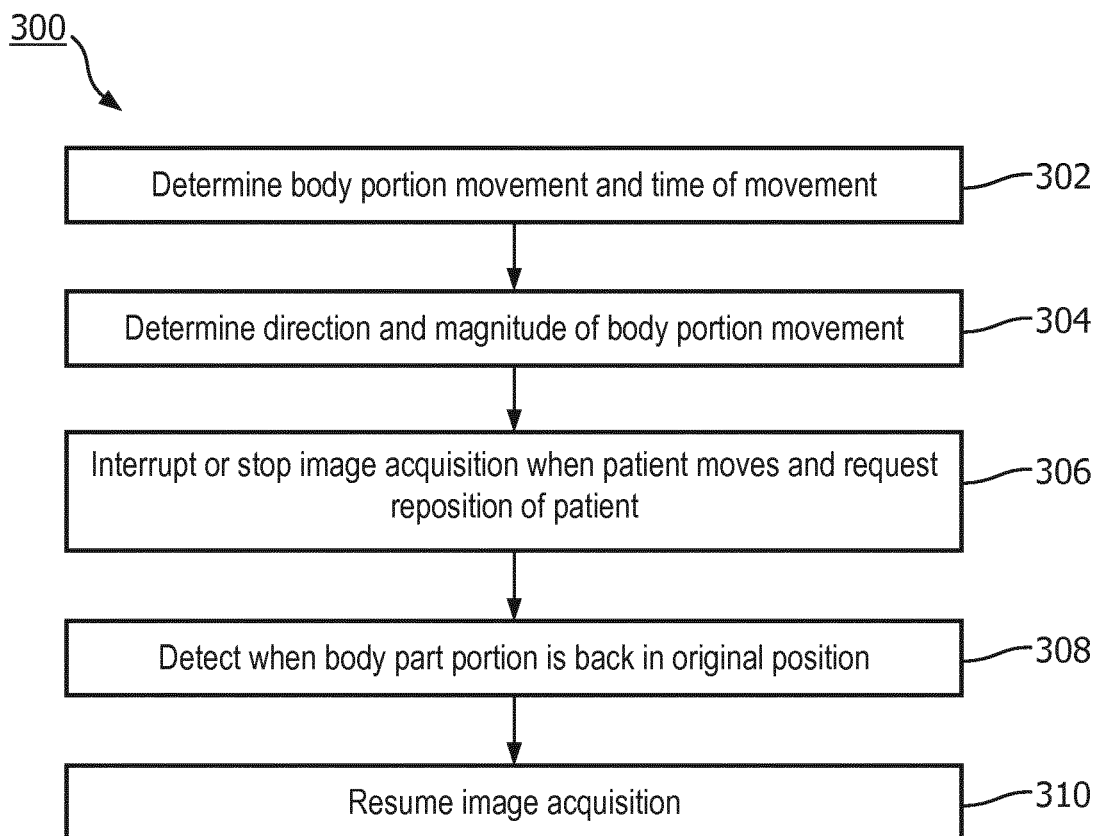 300
Determine body portion movement and time of movement
302
Determine direction and magnitude of body portion movement
304
Interrupt or stop image acquisition when patient moves and request
reposition of patient
306
Detect when body part portion is back in original position
308
Resume image acquisition
310